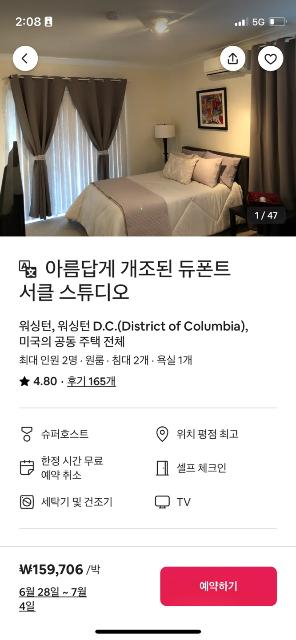 2:08
5G
1 / 47
아름답게 개조된 듀폰트
서클 스튜디오
워싱턴, 워싱턴 D.C.(District of Columbia),
미국의 공동 주택 전체
최대 인원 2명 · 원룸 · 침대 2개 · 욕실 1개
★ 4.80 · 후기 165개
슈퍼호스트
위치 평점 최고
한정 시간 무료
예약 취소
셀프 체크인
세탁기 및 건조기
TV
₩159,706 /박
6월 28일 ~ 7월
4일
예약하기